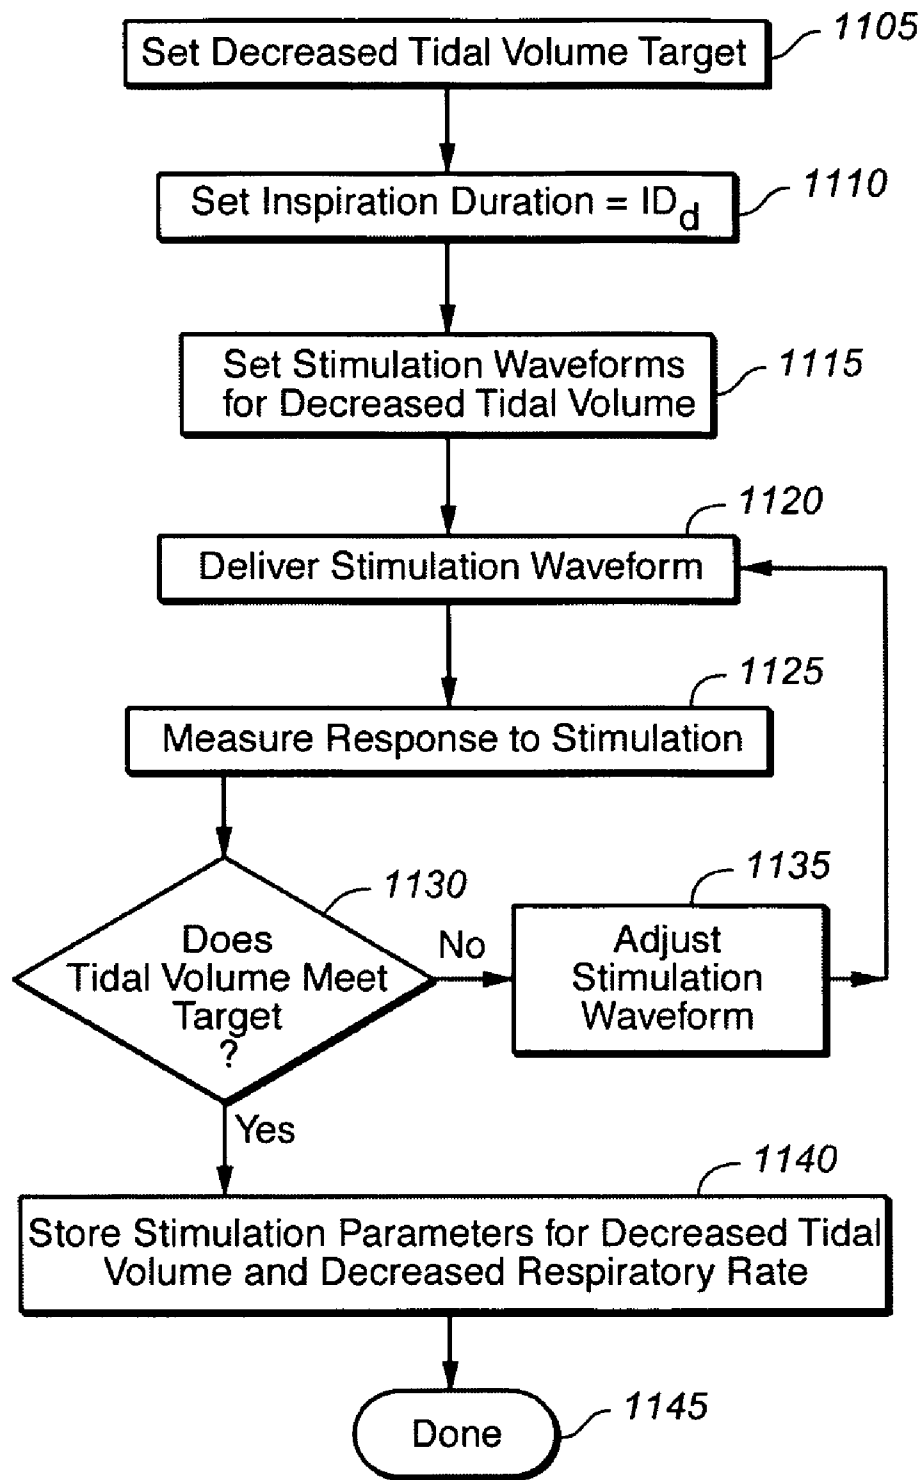 1105
Set Decreased Tidal Volume Target
1110
Set Inspiration Duration = IDd
1115
Set Stimulation Waveforms
for Decreased Tidal Volume
1120
Deliver Stimulation Waveform
1125
Measure Response to Stimulation
1130
Does
Tidal Volume Meet
Target
?
No
1135
Adjust
Stimulation
Waveform
Yes
1140
Store Stimulation Parameters for Decreased Tidal
Volume and Decreased Respiratory Rate
Done
1145